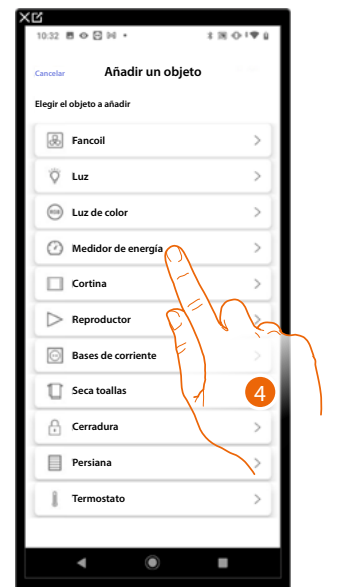 10:32
Cancelar
Añadir un objeto
Elegir el objeto a añadir
Fancoil
Luz
Luz de color
Medidor de energía
Cortina
Reproductor
Bases de corriente
Seca toallas
4
Cerradura
Persiana
Termostato